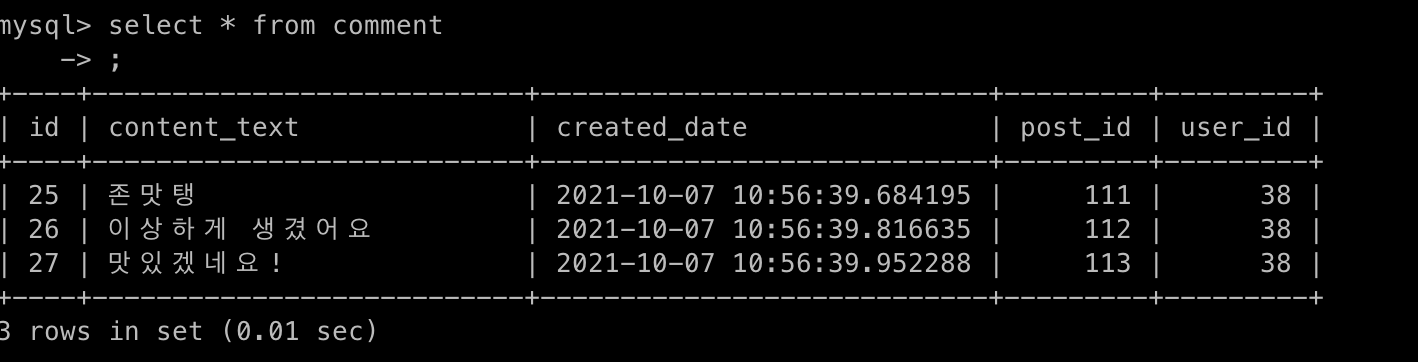 mysql> select * from comment
    -> ;
+----+---------------------------+----------------------------+---------+---------+
| id | content_text              | created_date               | post_id | user_id |
+----+---------------------------+----------------------------+---------+---------+
| 25 | 존맛탱                    | 2021-10-07 10:56:39.684195 |     111 |      38 |
| 26 | 이상하게 생겼어요         | 2021-10-07 10:56:39.816635 |     112 |      38 |
| 27 | 맛있겠네요!               | 2021-10-07 10:56:39.952288 |     113 |      38 |
+----+---------------------------+----------------------------+---------+---------+
3 rows in set (0.01 sec)